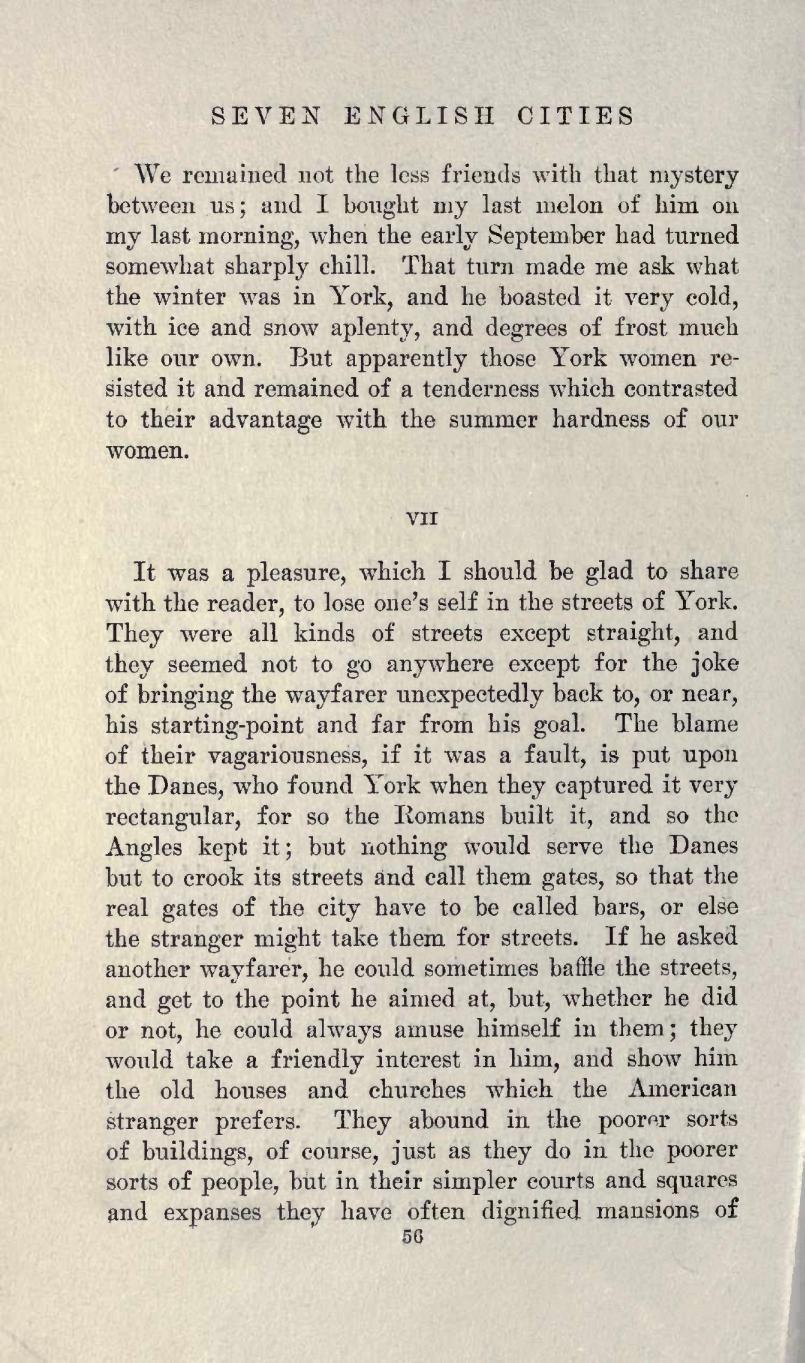 SEVEN ENGLISH CITIES
We remained not the less friends with that mystery
between us; and I bought my last melon of him on
my last morning, when the early September had turned
somewhat sharply chill. That turn made me ask what
the winter was in York, and he boasted it very cold,
with ice and snow aplenty, and degrees of frost much
like our own. But apparently those York women re-
sisted it and remained of a tenderness which contrasted
to their advantage with the summer hardness of our
women.
VII
It was a pleasure, which I should be glad to share
with the reader, to lose one's self in the streets of York.
They were all kinds of streets except straight, and
they seemed not to go anywhere except for the joke
of bringing the wayfarer unexpectedly back to, or near,
his starting-point and far from his goal. The blame
of their vagariousness, if it was a fault, is put upon
the Danes, who found York when they captured it very
rectangular, for so the Romans built it, and so the
Angles kept it; but nothing would serve the Danes
but to crook its streets and call them gates, so that the
real gates of the city have to be called bars, or else
the stranger might take them for streets. If he asked
another wayfarer, he could sometimes baffle the streets,
and get to the point he aimed at, but, whether he did
or not, he could always amuse himself in them; they
would take a friendly interest in him, and show him
the old houses and churches which the American
stranger prefers. They abound in the poorer sorts
of buildings, of course, just as they do in the poorer
sorts of people, but in their simpler courts and squares
and expanses they have often dignified mansions of
56